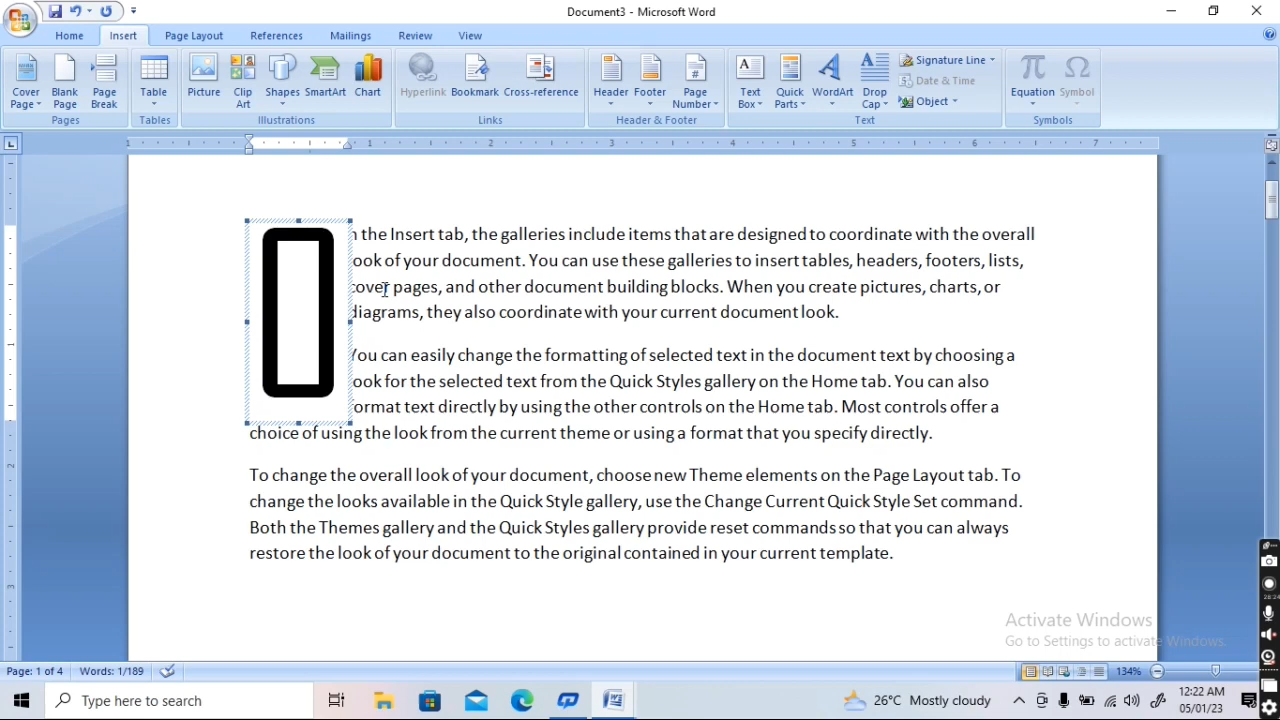 Document3 - Microsoft Word
Home Insert Page Layout References Mailings Review View
Cover Page Blank Page Page Break Table Picture Clip Art Shapes SmartArt Chart Hyperlink Bookmark Cross-reference Header Footer Page Number Text Box Quick Parts WordArt Drop Cap Signature Line Date & Time Object Equation Symbol
Pages Tables Illustrations Links Header & Footer Text Symbols
1 1 2 3 4 5 6 7
n the Insert tab, the galleries include items that are designed to coordinate with the overall
ook of your document. You can use these galleries to insert tables, headers, footers, lists,
cover pages, and other document building blocks. When you create pictures, charts, or
diagrams, they also coordinate with your current document look.
You can easily change the formatting of selected text in the document text by choosing a
ook for the selected text from the Quick Styles gallery on the Home tab. You can also
format text directly by using the other controls on the Home tab. Most controls offer a
choice of using the look from the current theme or using a format that you specify directly.
To change the overall look of your document, choose new Theme elements on the Page Layout tab. To
change the looks available in the Quick Style gallery, use the Change Current Quick Style Set command.
Both the Themes gallery and the Quick Styles gallery provide reset commands so that you can always
restore the look of your document to the original contained in your current template.
Activate Windows
Go to Settings to activate Windows.
Page: 1 of 4 Words: 1/189 134%
Type here to search 26°C Mostly cloudy 12:22 AM
05/01/23